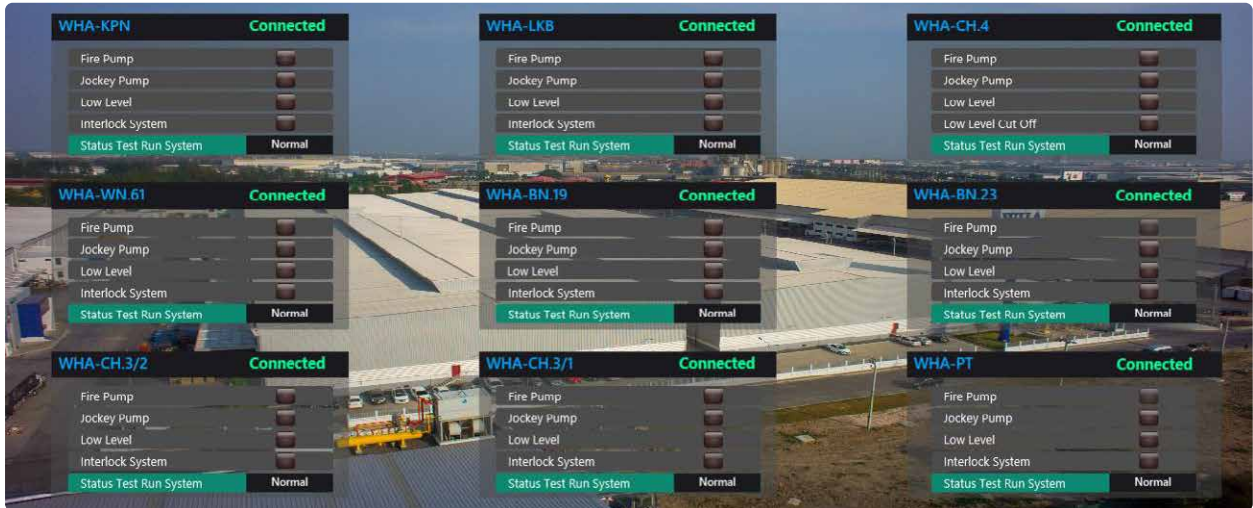 WHA-KPN Connected
Fire Pump
Jockey Pump
Low Level
Interlock System
Status Test Run System Normal
WHA-LKB Connected
Fire Pump
Jockey Pump
Low Level
Interlock System
Status Test Run System Normal
WHA-CH.4 Connected
Fire Pump
Jockey Pump
Low Level
Low Level Cut Off
Status Test Run System Normal
WHA-WN.61 Connected
Fire Pump
Jockey Pump
Low Level
Interlock System
Status Test Run System Normal
WHA-BN.19 Connected
Fire Pump
Jockey Pump
Low Level
Interlock System
Status Test Run System Normal
WHA-BN.23 Connected
Fire Pump
Jockey Pump
Low Level
Interlock System
Status Test Run System Normal
WHA-CH.3/2 Connected
Fire Pump
Jockey Pump
Low Level
Interlock System
Status Test Run System Normal
WHA-CH.3/1 Connected
Fire Pump
Jockey Pump
Low Level
Interlock System
Status Test Run System Normal
WHA-PT Connected
Fire Pump
Jockey Pump
Low Level
Interlock System
Status Test Run System Normal